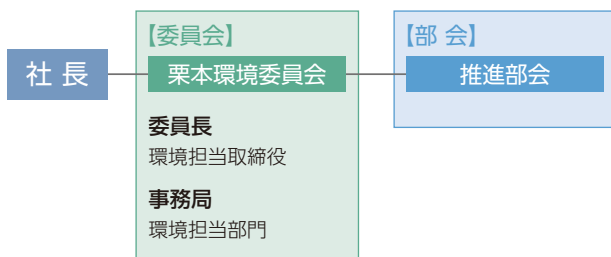 社 長
【委員会】
栗本環境委員会
委員長
環境担当取締役
事務局
環境担当部門
【部 会】
推進部会